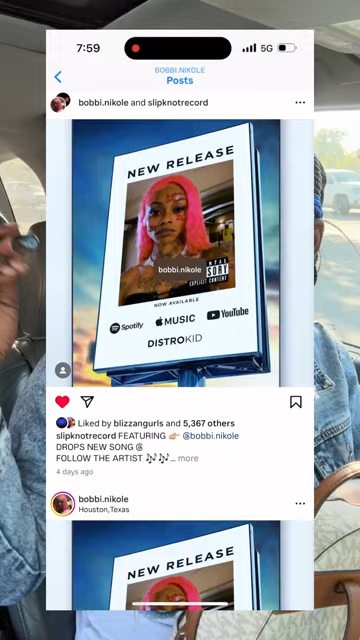 7:59
5G
BOBBI.NIKOLE
Posts
bobbi.nikole and slipknotrecord
NEW RELEASE
bobbi.nikole
SORT
EXPLICIT CONTENT
NOW AVAILABLE
Spotify
MUSIC
YouTube
DISTROKID
Liked by blizzangurls and 5,367 others
slipknotrecord FEATURING 👉🏼 @bobbi.nikole
DROPS NEW SONG
FOLLOW THE ARTIST 🎶🎶... more
4 days ago
bobbi.nikole
Houston,Texas
NEW RELEASE